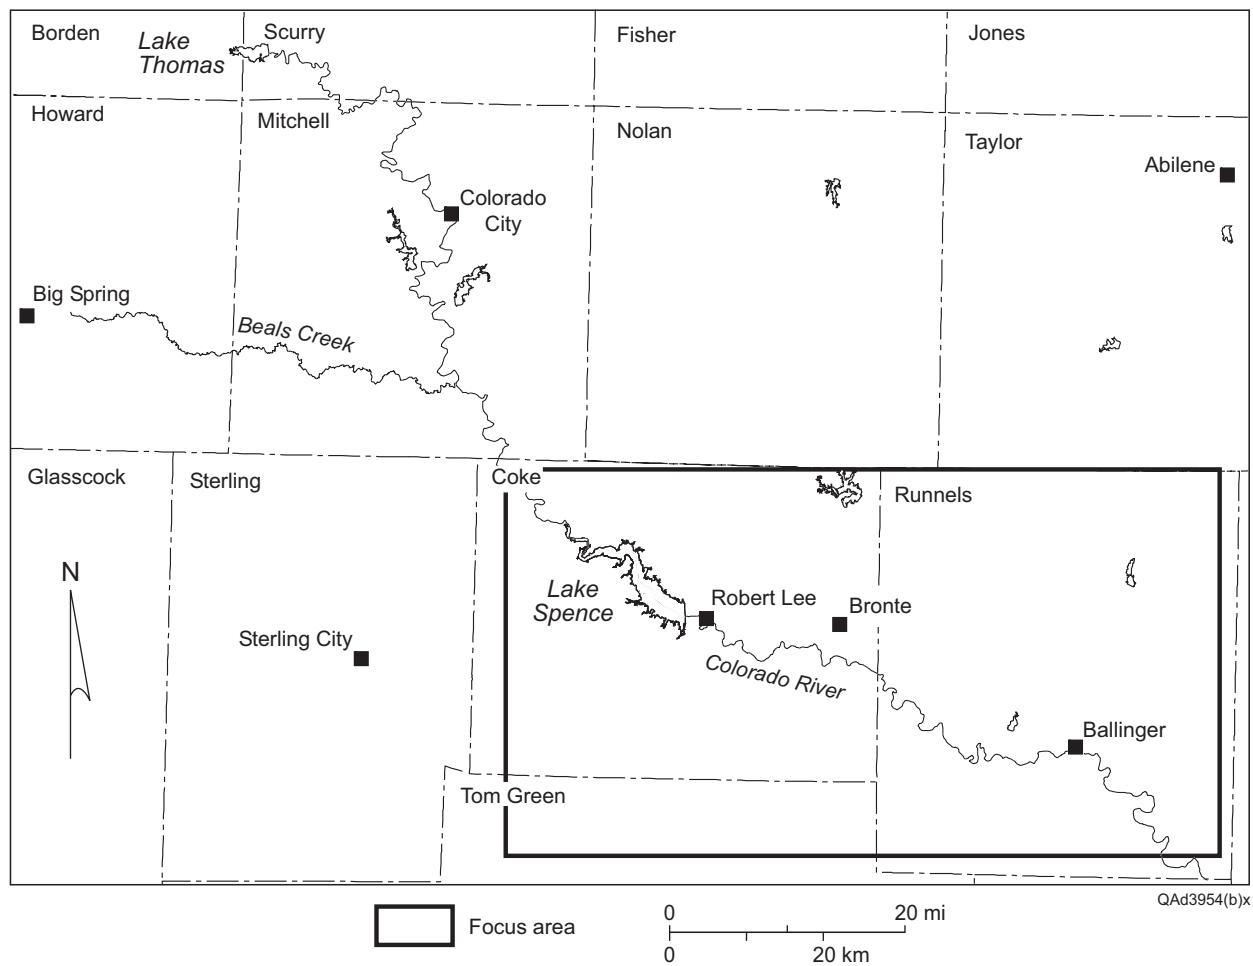 Borden
Lake
Thomas
Scurry
Fisher
Jones
Howard
Mitchell
Nolan
Taylor
Abilene
Colorado
City
Big Spring
Beals Creek
Glasscock
Sterling
Coke
Runnels
N
Lake
Spence
Robert Lee
Bronte
Sterling City
Colorado River
Ballinger
Tom Green
QAd3954(b)x
Focus area
0
20 mi
0
20 km